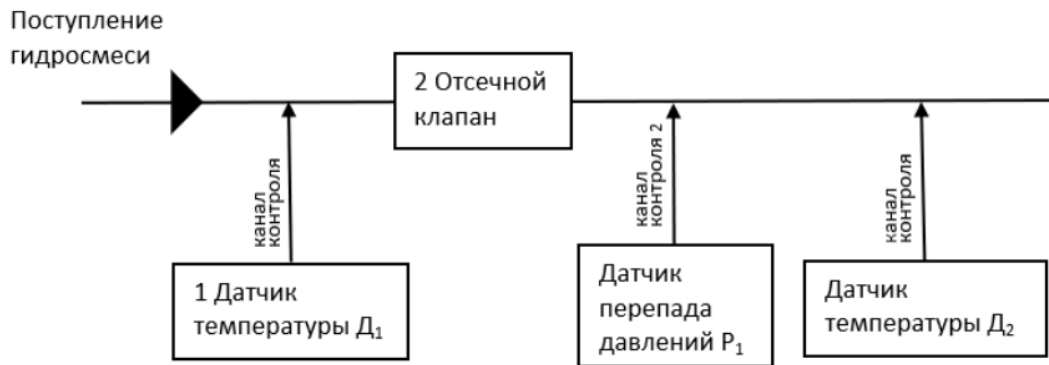 Поступление
гидросмеси
2 Отсечной
клапан
канал
контроля
канал
контроля 2
канал
контроля
1 Датчик
температуры Д₁
Датчик
перепада
давлений Р₁
Датчик
температуры Д₂